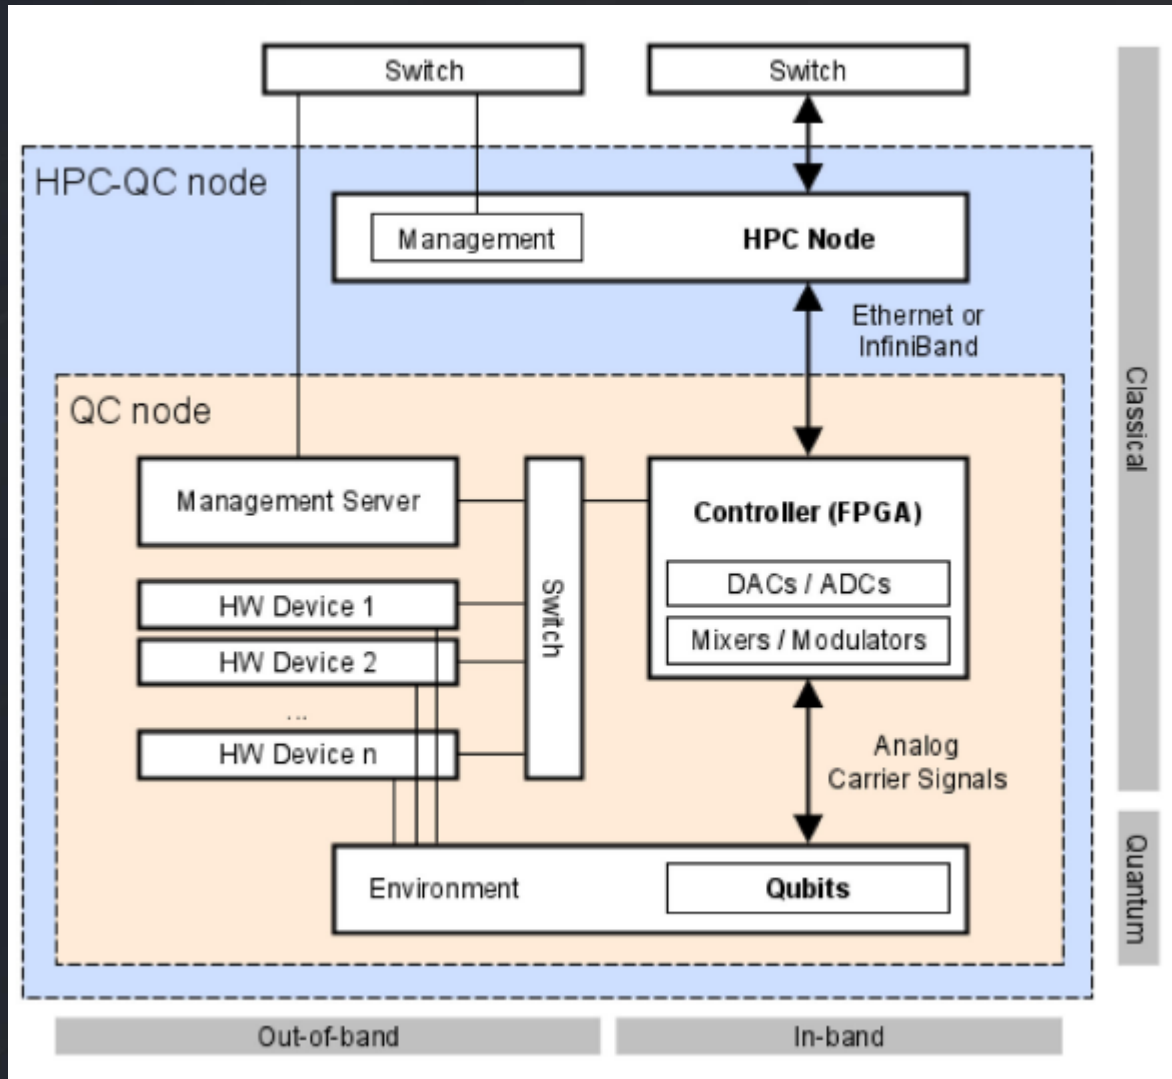 Switch
Switch
HPC-QC node
Management
HPC Node
Ethernet or
InfiniBand
QC node
Management Server
Controller (FPGA)
DACs / ADCs
Mixers / Modulators
Switch
HW Device 1
HW Device 2
...
HW Device n
Analog
Carrier Signals
Environment
Qubits
Classical
Quantum
Out-of-band
In-band